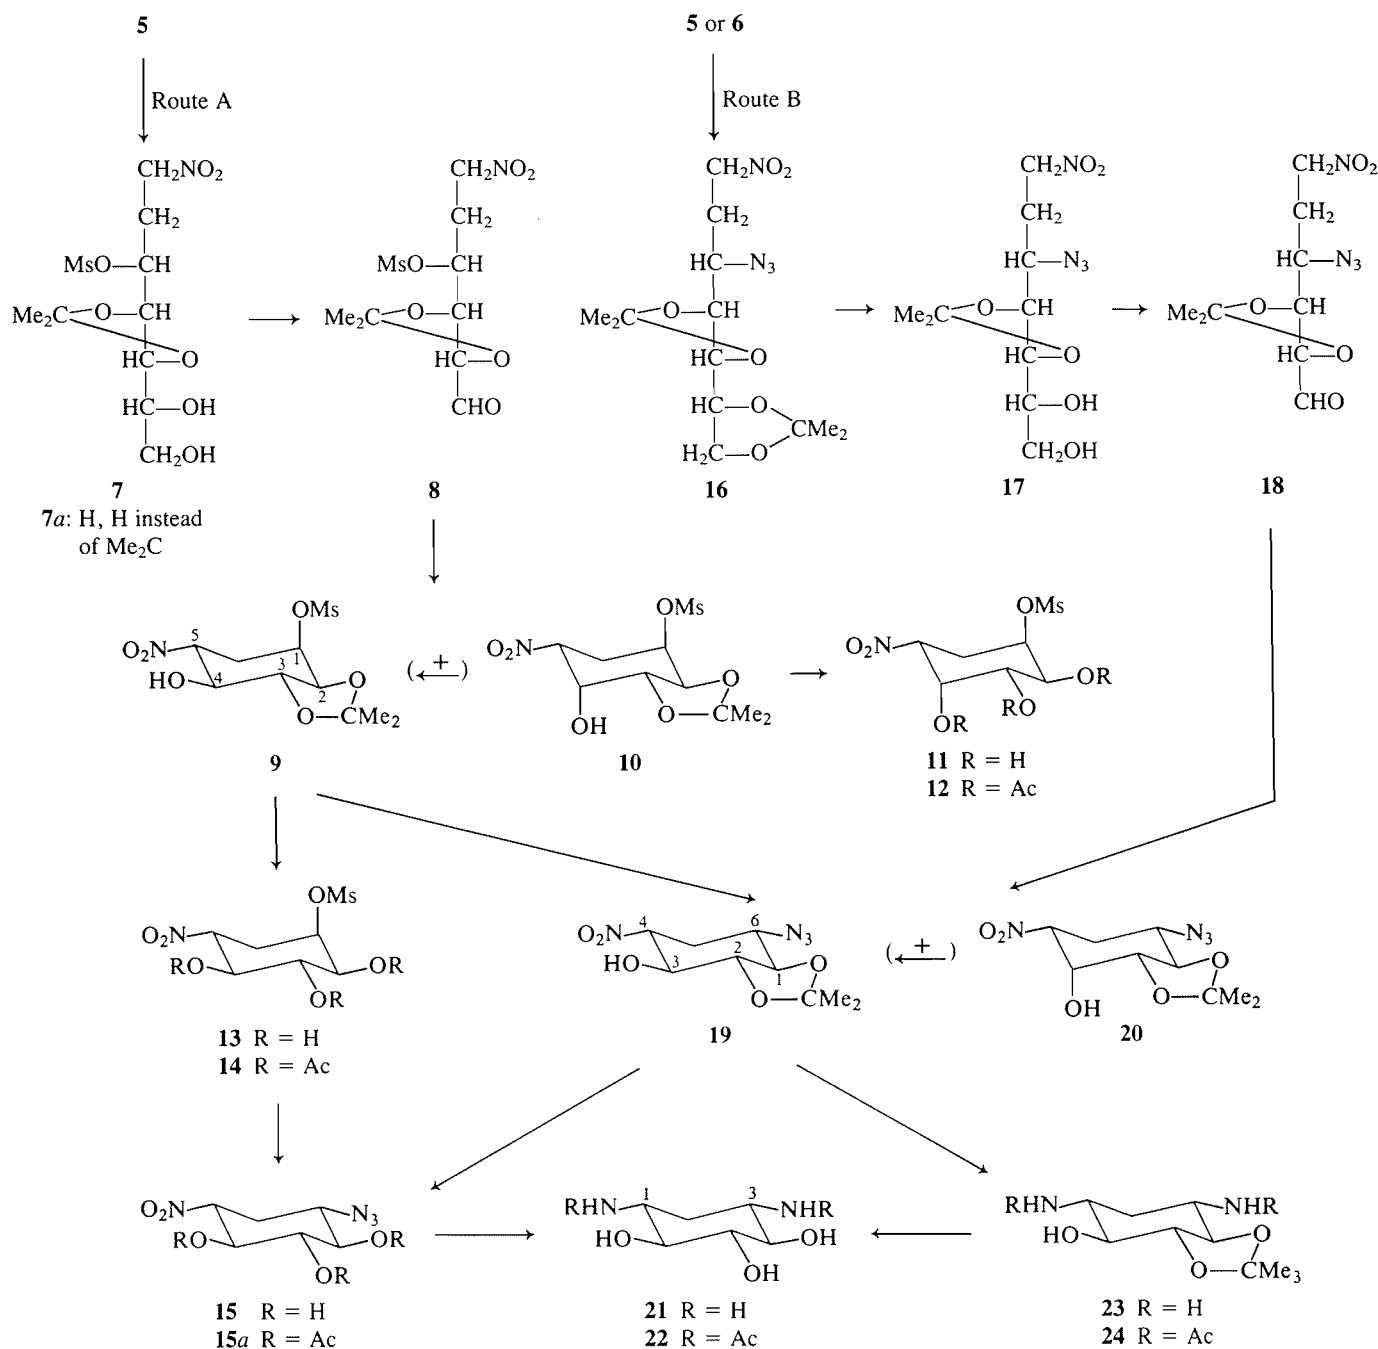 5
5 or 6
Route A
Route B
CH₂NO₂
CH₂
MsO—CH
Me₂C
O
CH
HC
O
HC—OH
CH₂OH
7
7a: H, H instead
of Me₂C
CH₂NO₂
CH₂
MsO—CH
Me₂C
O
CH
HC
O
CHO
8
CH₂NO₂
CH₂
HC—N₃
Me₂C
O
CH
HC
O
HC—O
CMe₂
H₂C—O
16
CH₂NO₂
CH₂
HC—N₃
Me₂C
O
CH
HC
O
HC—OH
CH₂OH
17
CH₂NO₂
CH₂
HC—N₃
Me₂C
O
CH
HC
O
CHO
18
OMs
O₂N
5
3
1
HO
4
2
O
O—CMe₂
9
(+)
OMs
O₂N
O
OH
O—CMe₂
10
OMs
O₂N
OR
RO
OR
11 R = H
12 R = Ac
OMs
O₂N
RO
OR
OR
13 R = H
14 R = Ac
O₂N
4
6
N₃
HO
3
2
1
O
O—CMe₂
19
(+)
O₂N
N₃
O
OH
O—CMe₂
20
O₂N
N₃
RO
OR
OR
15 R = H
15a R = Ac
RHN
1
3
NHR
HO
OH
OH
21 R = H
22 R = Ac
RHN
NHR
HO
O
O—CMe₃
23 R = H
24 R = Ac